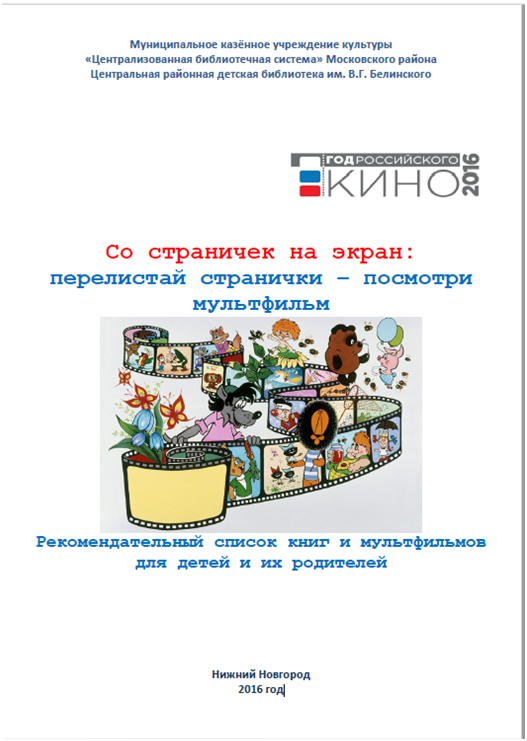 Муниципальное казённое учреждение культуры
«Централизованная библиотечная система» Московского района
Центральная районная детская библиотека им. В.Г. Белинского
ГОД РОССИЙСКОГО
КИНО 2016
Со страничек на экран:
перелистай странички – посмотри
мультфильм
Рекомендательный список книг и мультфильмов
для детей и их родителей
Нижний Новгород
2016 год